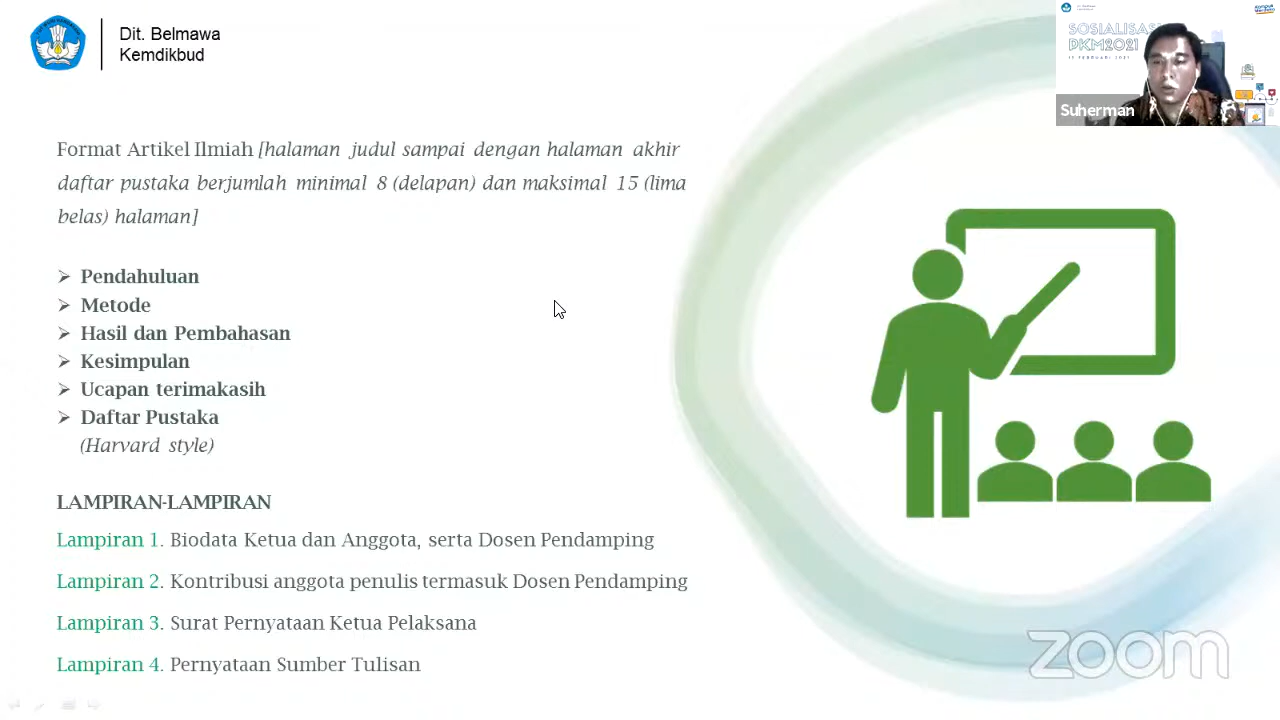 Dit. Belmawa
Kemdikbud
SOSIALISASI
PKM2021
Suherman
Format Artikel Ilmiah [halaman judul sampai dengan halaman akhir
daftar pustaka berjumlah minimal 8 (delapan) dan maksimal 15 (lima
belas) halaman]
➢ Pendahuluan
➢ Metode
➢ Hasil dan Pembahasan
➢ Kesimpulan
➢ Ucapan terimakasih
➢ Daftar Pustaka
(Harvard style)
LAMPIRAN-LAMPIRAN
Lampiran 1. Biodata Ketua dan Anggota, serta Dosen Pendamping
Lampiran 2. Kontribusi anggota penulis termasuk Dosen Pendamping
Lampiran 3. Surat Pernyataan Ketua Pelaksana
Lampiran 4. Pernyataan Sumber Tulisan
zoom